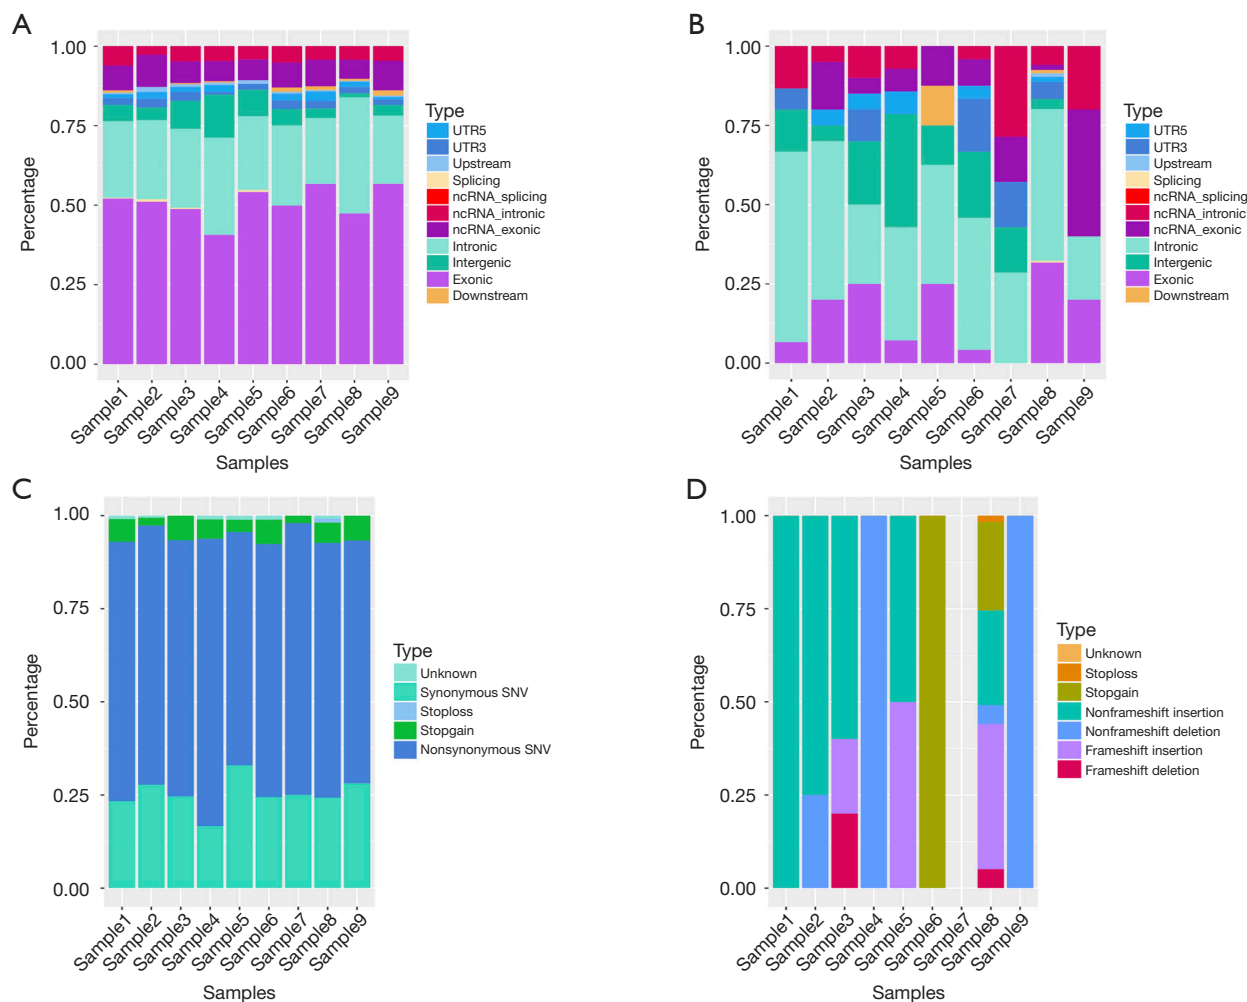 A
Percentage
1.00
0.75
0.50
0.25
0.00
Sample1
Sample2
Sample3
Sample4
Sample5
Sample6
Sample7
Sample8
Sample9
Samples
Type
UTR5
UTR3
Upstream
Splicing
ncRNA_splicing
ncRNA_intronic
ncRNA_exonic
Intronic
Intergenic
Exonic
Downstream
B
Percentage
1.00
0.75
0.50
0.25
0.00
Sample1
Sample2
Sample3
Sample4
Sample5
Sample6
Sample7
Sample8
Sample9
Samples
Type
UTR5
UTR3
Upstream
Splicing
ncRNA_splicing
ncRNA_intronic
ncRNA_exonic
Intronic
Intergenic
Exonic
Downstream
C
Percentage
1.00
0.75
0.50
0.25
0.00
Sample1
Sample2
Sample3
Sample4
Sample5
Sample6
Sample7
Sample8
Sample9
Samples
Type
Unknown
Synonymous SNV
Stoploss
Stopgain
Nonsynonymous SNV
D
Percentage
1.00
0.75
0.50
0.25
0.00
Sample1
Sample2
Sample3
Sample4
Sample5
Sample6
Sample7
Sample8
Sample9
Samples
Type
Unknown
Stoploss
Stopgain
Nonframeshift insertion
Nonframeshift deletion
Frameshift insertion
Frameshift deletion